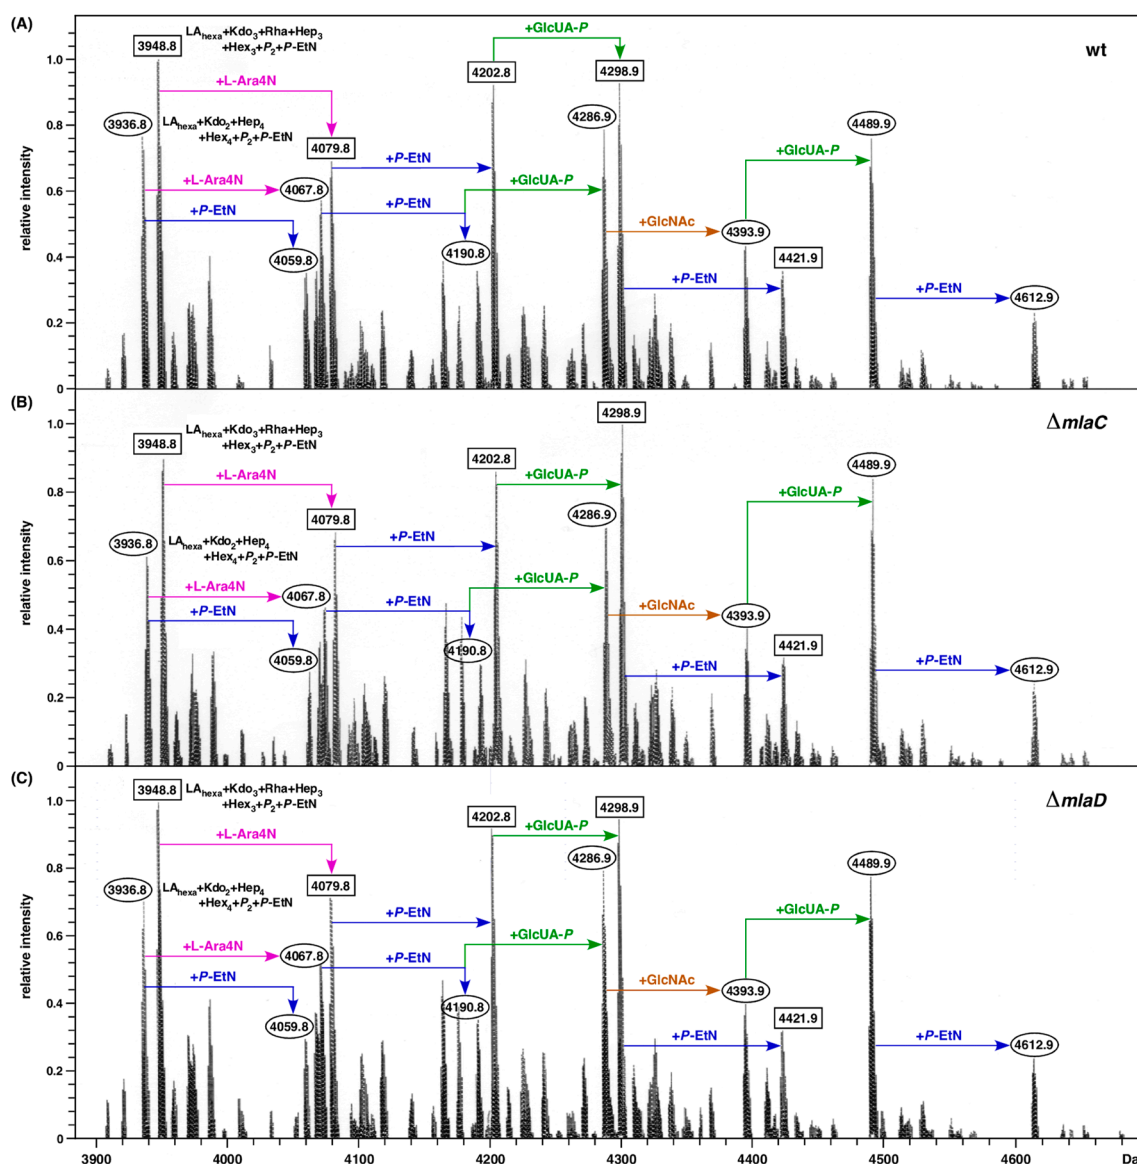 (A)
wt
relative intensity
1.0
0.8
0.6
0.4
0.2
0
LA_hexa+Kdo3+Rha+Hep3
+Hex3+P2+P-EtN
3948.8
+L-Ara4N
LA_hexa+Kdo2+Hep4
+Hex4+P2+P-EtN
3936.8
+L-Ara4N
+P-EtN
4059.8
4067.8
4079.8
+P-EtN
+P-EtN
4190.8
4202.8
+GlcUA-P
+GlcUA-P
4286.9
4298.9
+GlcNAc
+P-EtN
4393.9
4421.9
+GlcUA-P
4489.9
+P-EtN
4612.9
(B)
ΔmlaC
relative intensity
1.0
0.8
0.6
0.4
0.2
0
LA_hexa+Kdo3+Rha+Hep3
+Hex3+P2+P-EtN
3948.8
+L-Ara4N
LA_hexa+Kdo2+Hep4
+Hex4+P2+P-EtN
3936.8
+L-Ara4N
+P-EtN
4059.8
4067.8
4079.8
+P-EtN
+P-EtN
4190.8
4202.8
+GlcUA-P
+GlcUA-P
4286.9
4298.9
+GlcNAc
+P-EtN
4393.9
4421.9
+GlcUA-P
4489.9
+P-EtN
4612.9
(C)
ΔmlaD
relative intensity
1.0
0.8
0.6
0.4
0.2
0
LA_hexa+Kdo3+Rha+Hep3
+Hex3+P2+P-EtN
3948.8
+L-Ara4N
LA_hexa+Kdo2+Hep4
+Hex4+P2+P-EtN
3936.8
+L-Ara4N
+P-EtN
4059.8
4067.8
4079.8
+P-EtN
+P-EtN
4190.8
4202.8
+GlcUA-P
+GlcUA-P
4286.9
4298.9
+GlcNAc
+P-EtN
4393.9
4421.9
+GlcUA-P
4489.9
+P-EtN
4612.9
3900 4000 4100 4200 4300 4400 4500 4600 Da